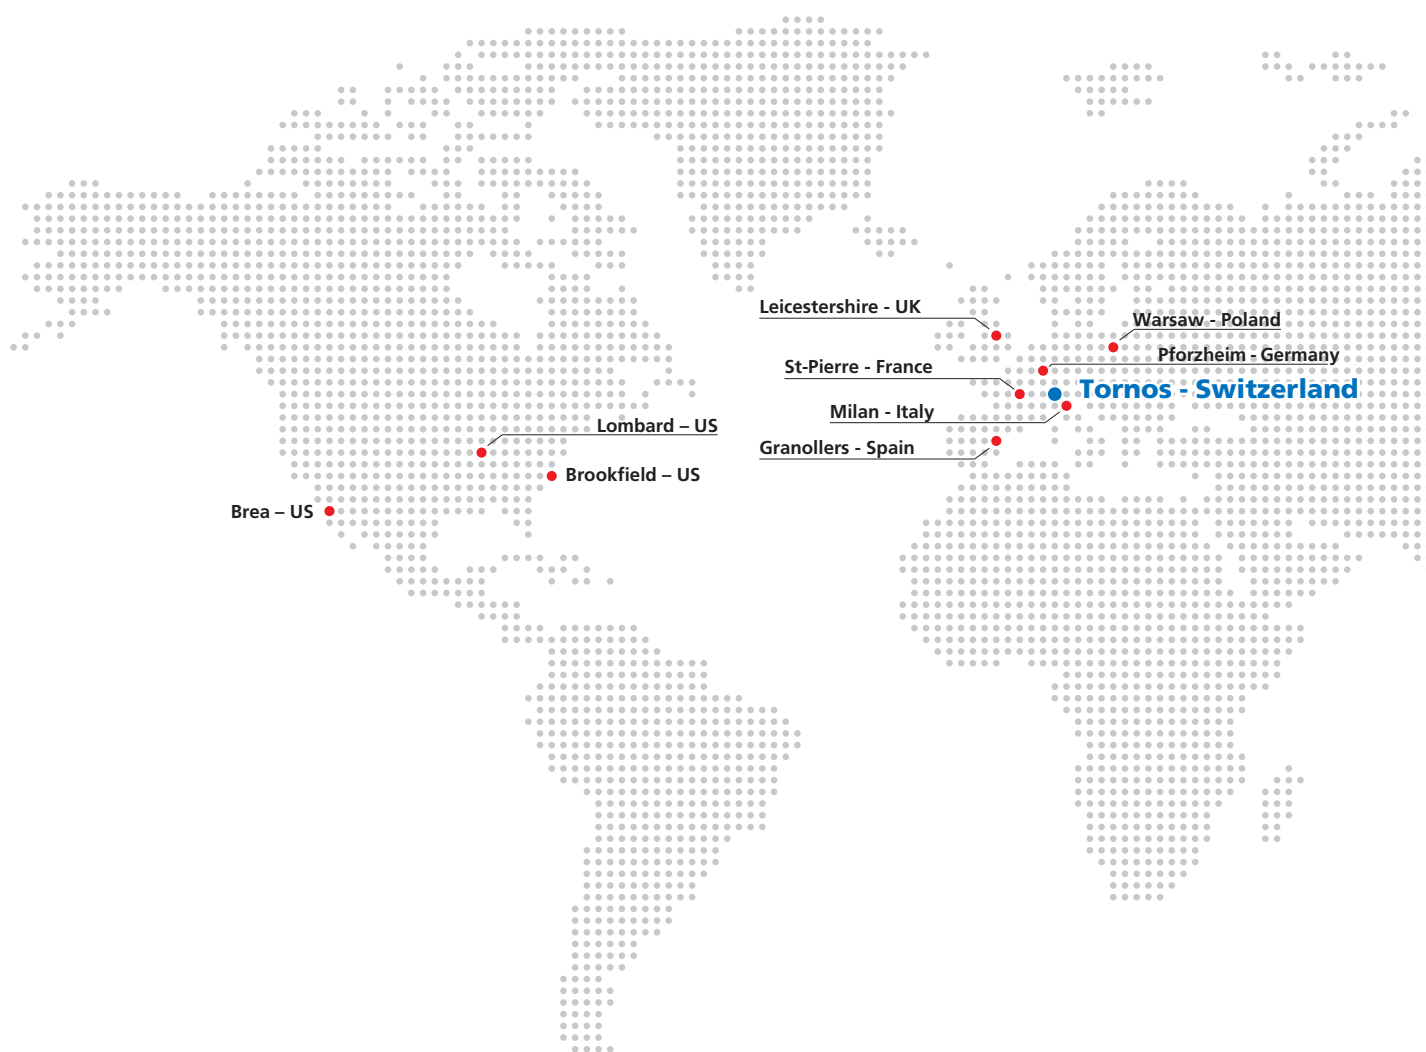 Leicestershire - UK
Warsaw - Poland
Pforzheim - Germany
St-Pierre - France
Tornos - Switzerland
Milan - Italy
Lombard – US
Granollers - Spain
Brookfield – US
Brea – US